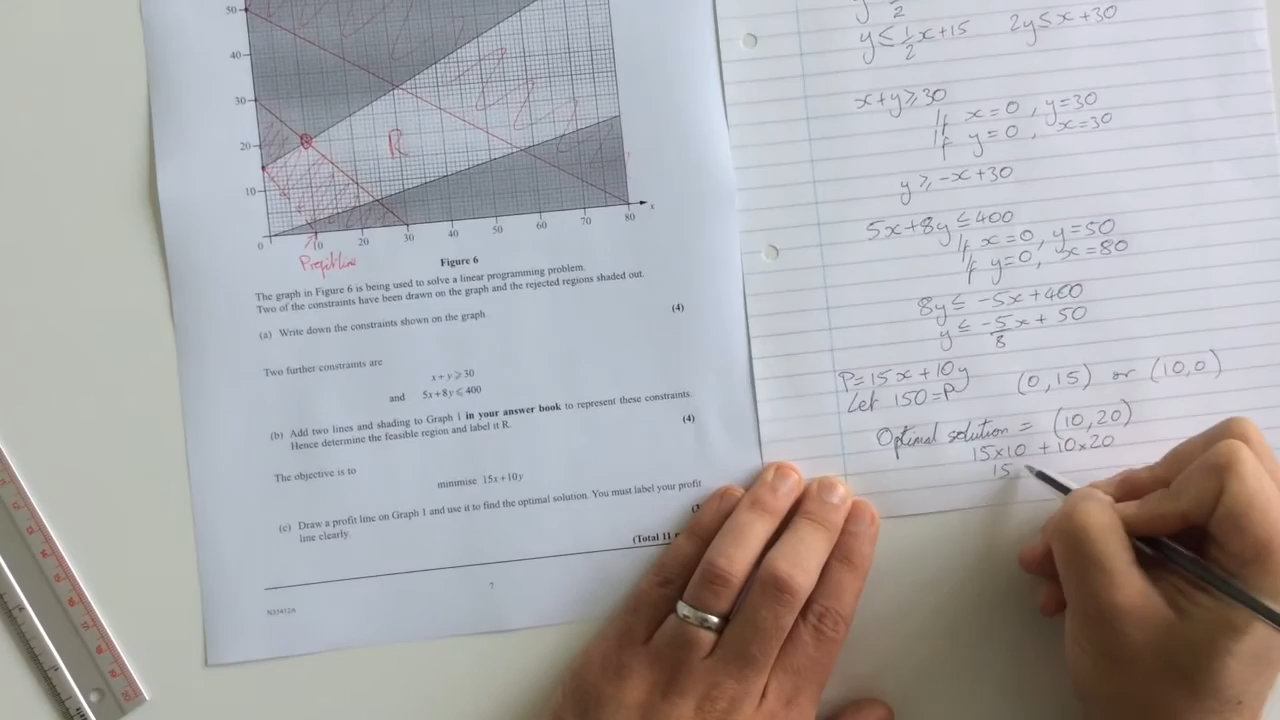 50
40
30
20
10
0
10
20
30
40
50
60
70
80
x
R
Profit line
Figure 6
The graph in Figure 6 is being used to solve a linear programming problem.
Two of the constraints have been drawn on the graph and the rejected regions shaded out.
(a) Write down the constraints shown on the graph.
(4)
Two further constraints are
x + y ⩾ 30
and 5x + 8y ⩽ 400
(b) Add two lines and shading to Graph 1 in your answer book to represent these constraints.
Hence determine the feasible region and label it R.
(4)
The objective is to
minimise 15x + 10y
(c) Draw a profit line on Graph 1 and use it to find the optimal solution. You must label your profit
line clearly.
(Total 11
7
N35412A
2
y ≤ 1/2 x + 15 2y ≤ x + 30
x + y ⩾ 30
If x = 0, y = 30
If y = 0, x = 30
y ⩾ -x + 30
5x + 8y ≤ 400
If x = 0, y = 50
If y = 0, x = 80
8y ≤ -5x + 400
y ≤ -5/8 x + 50
P = 15x + 10y
Let 150 = P (0, 15) or (10, 0)
Optimal solution = (10, 20)
15 × 10 + 10 × 20
15